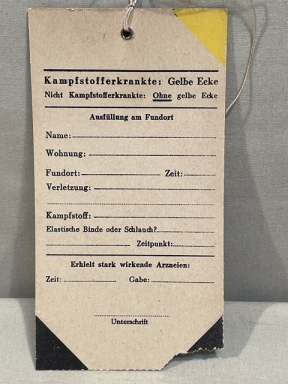 Kampfstofferkrankte: Gelbe Ecke
Nicht Kampfstofferkrankte: Ohne gelbe Ecke
Ausfüllung am Fundort
Name:
Wohnung:
Fundort: Zeit:
Verletzung:
Kampfstoff:
Elastische Binde oder Schlauch?
Zeitpunkt:
Erhielt stark wirkende Arzneien:
Zeit: Gabe:
Unterschrift